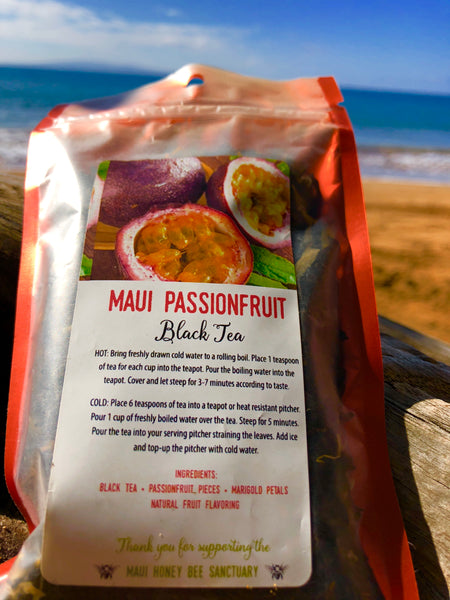 MAUI PASSIONFRUIT
Black Tea
HOT: Bring freshly drawn cold water to a rolling boil. Place 1 teaspoon
of tea for each cup into the teapot. Pour the boiling water into the
teapot. Cover and let steep for 3-7 minutes according to taste.
COLD: Place 6 teaspoons of tea into a teapot or heat resistant pitcher.
Pour 1 cup of freshly boiled water over the tea. Steep for 5 minutes.
Pour the tea into your serving pitcher straining the leaves. Add ice
and top-up the pitcher with cold water.
INGREDIENTS:
BLACK TEA • PASSIONFRUIT PIECES • MARIGOLD PETALS
NATURAL FRUIT FLAVORING
Thank you for supporting the
MAUI HONEY BEE SANCTUARY